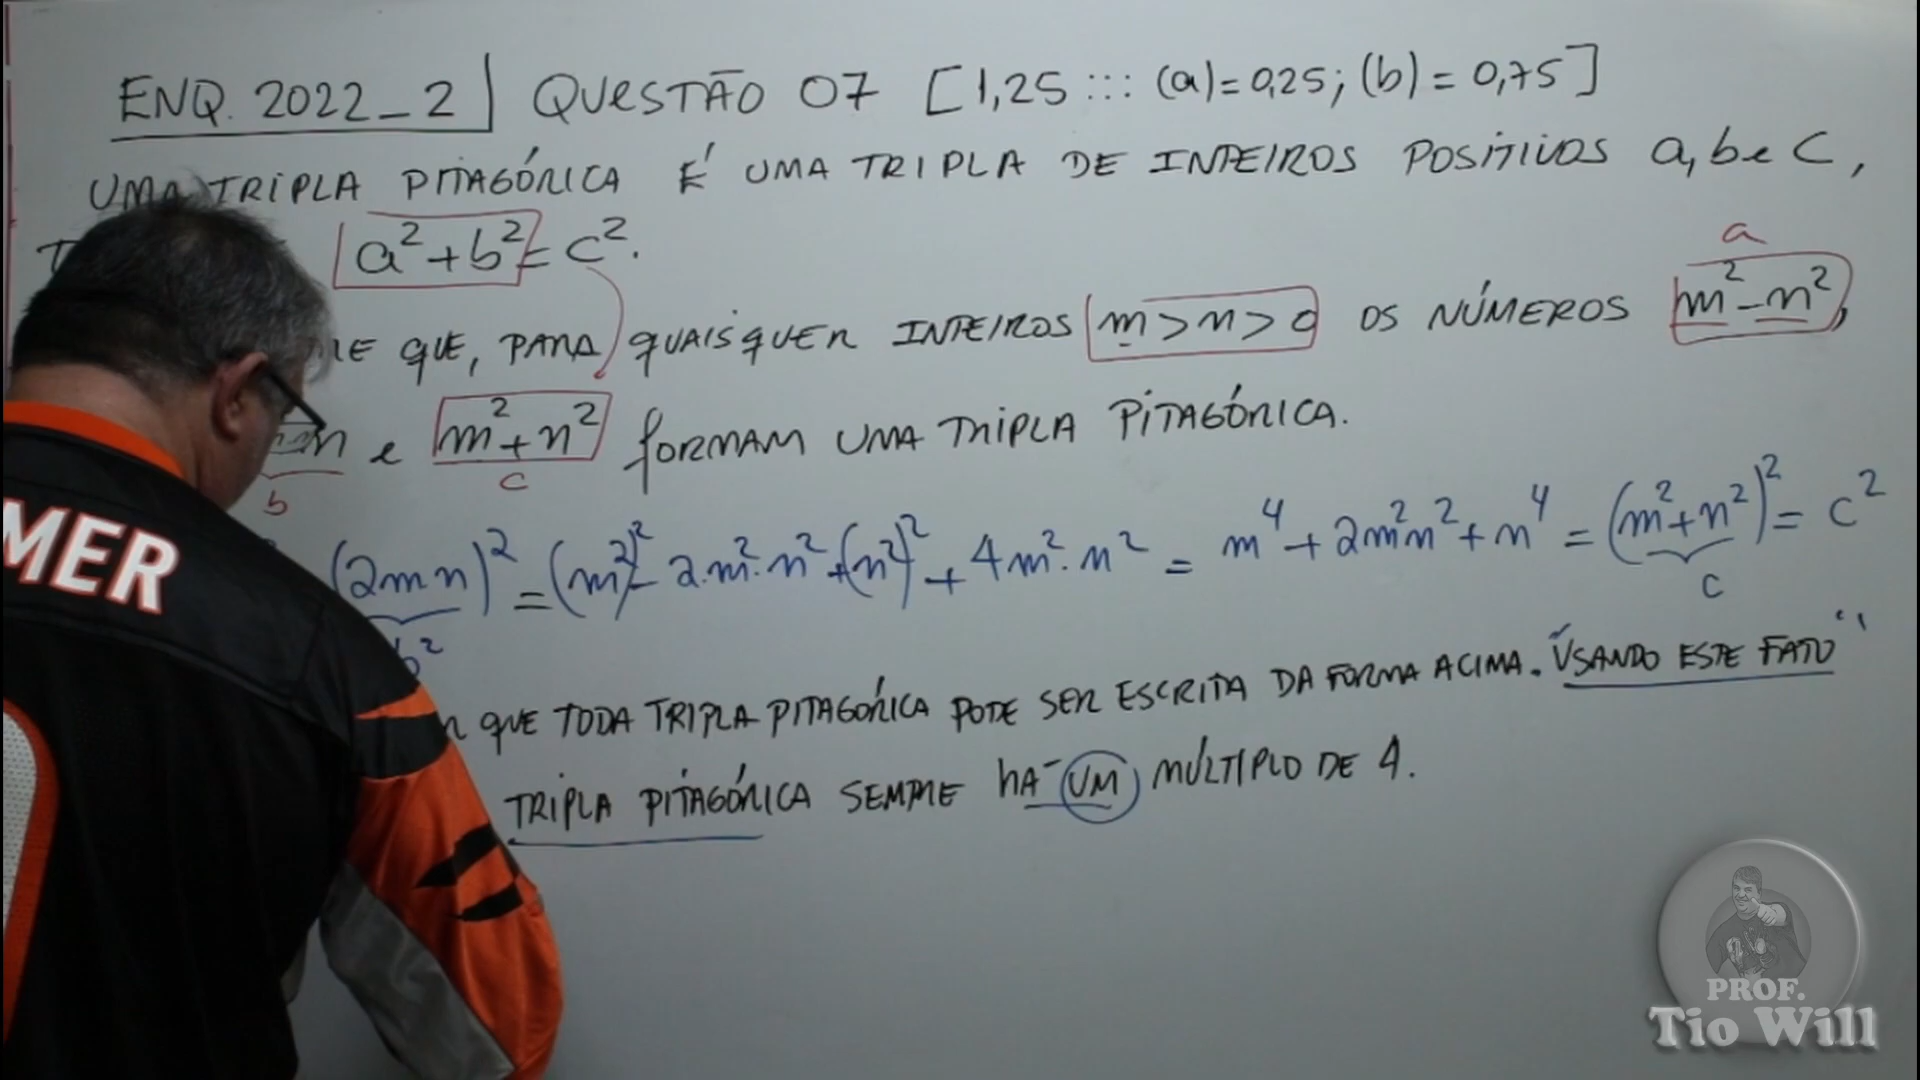 ENQ. 2022_2 | QUESTÃO 07 [1,25 ::: (a)=0,25; (b)=0,75]
UMA TRIPLA PITAGÓRICA É UMA TRIPLA DE INTEIROS POSITIVOS a, b e C,
a²+b²=c².
a
QUE, PARA QUAISQUER INTEIROS m>n>0 OS NÚMEROS m²-n²,
e m²+n² FORMAM UMA TRIPLA PITAGÓRICA.
b c
(2mn)² = (m²)²- 2.m².n²+(n²)²+4m².n² = m⁴+2m²n²+n⁴ = (m²+n²)² = c²
b² c
QUE TODA TRIPLA PITAGÓRICA PODE SER ESCRITA DA FORMA ACIMA. "USANDO ESTE FATO"
TRIPLA PITAGÓRICA SEMPRE HÁ UM MÚLTIPLO DE 4.
MER
PROF.
Tio Will